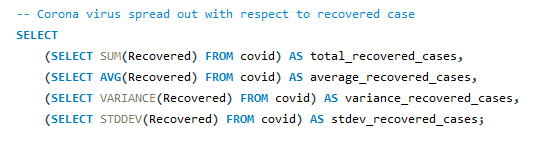 -- Corona virus spread out with respect to recovered case
SELECT
(SELECT SUM(Recovered) FROM covid) AS total_recovered_cases,
(SELECT AVG(Recovered) FROM covid) AS average_recovered_cases,
(SELECT VARIANCE(Recovered) FROM covid) AS variance_recovered_cases,
(SELECT STDDEV(Recovered) FROM covid) AS stdev_recovered_cases;